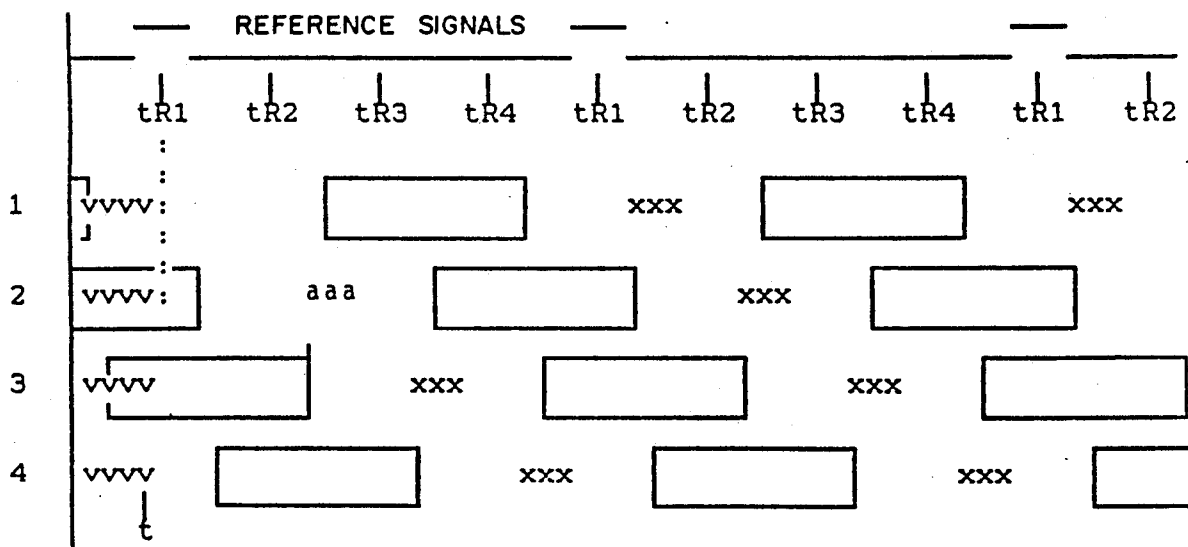 REFERENCE SIGNALS
tR1 tR2 tR3 tR4 tR1 tR2 tR3 tR4 tR1 tR2
1 vvvv xxx xxx
2 vvvv aaa xxx
3 vvvv xxx xxx
4 vvvv xxx xxx
t